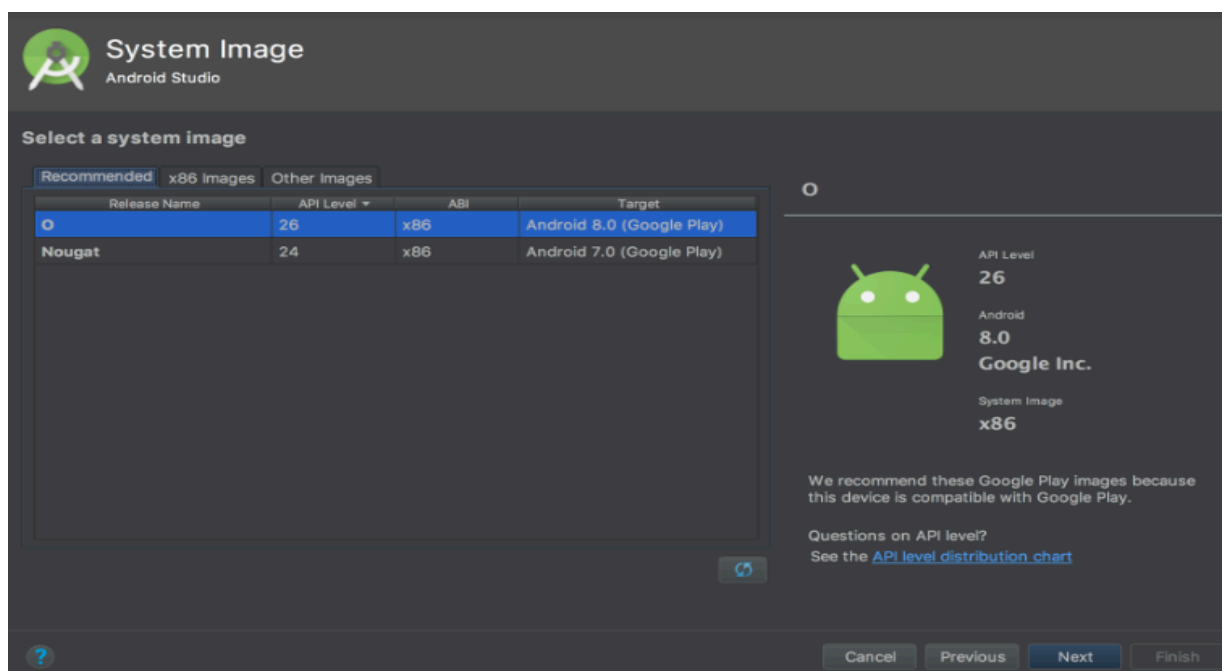 System Image
Android Studio
Select a system image
Recommended x86 Images Other Images
Release Name API Level ▼ ABI Target
O 26 x86 Android 8.0 (Google Play)
Nougat 24 x86 Android 7.0 (Google Play)
O
API Level
26
Android
8.0
Google Inc.
System Image
x86
We recommend these Google Play images because
this device is compatible with Google Play.
Questions on API level?
See the API level distribution chart
? Cancel Previous Next Finish